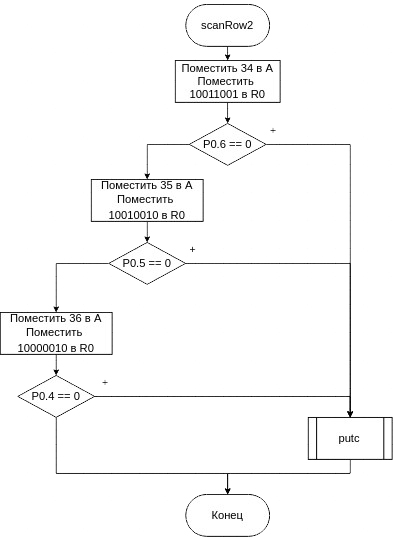 scanRow2
Поместить 34 в А
Поместить
10011001 в R0
+
P0.6 == 0
Поместить 35 в А
Поместить
10010010 в R0
+
P0.5 == 0
Поместить 36 в А
Поместить
10000010 в R0
+
P0.4 == 0
putc
Конец